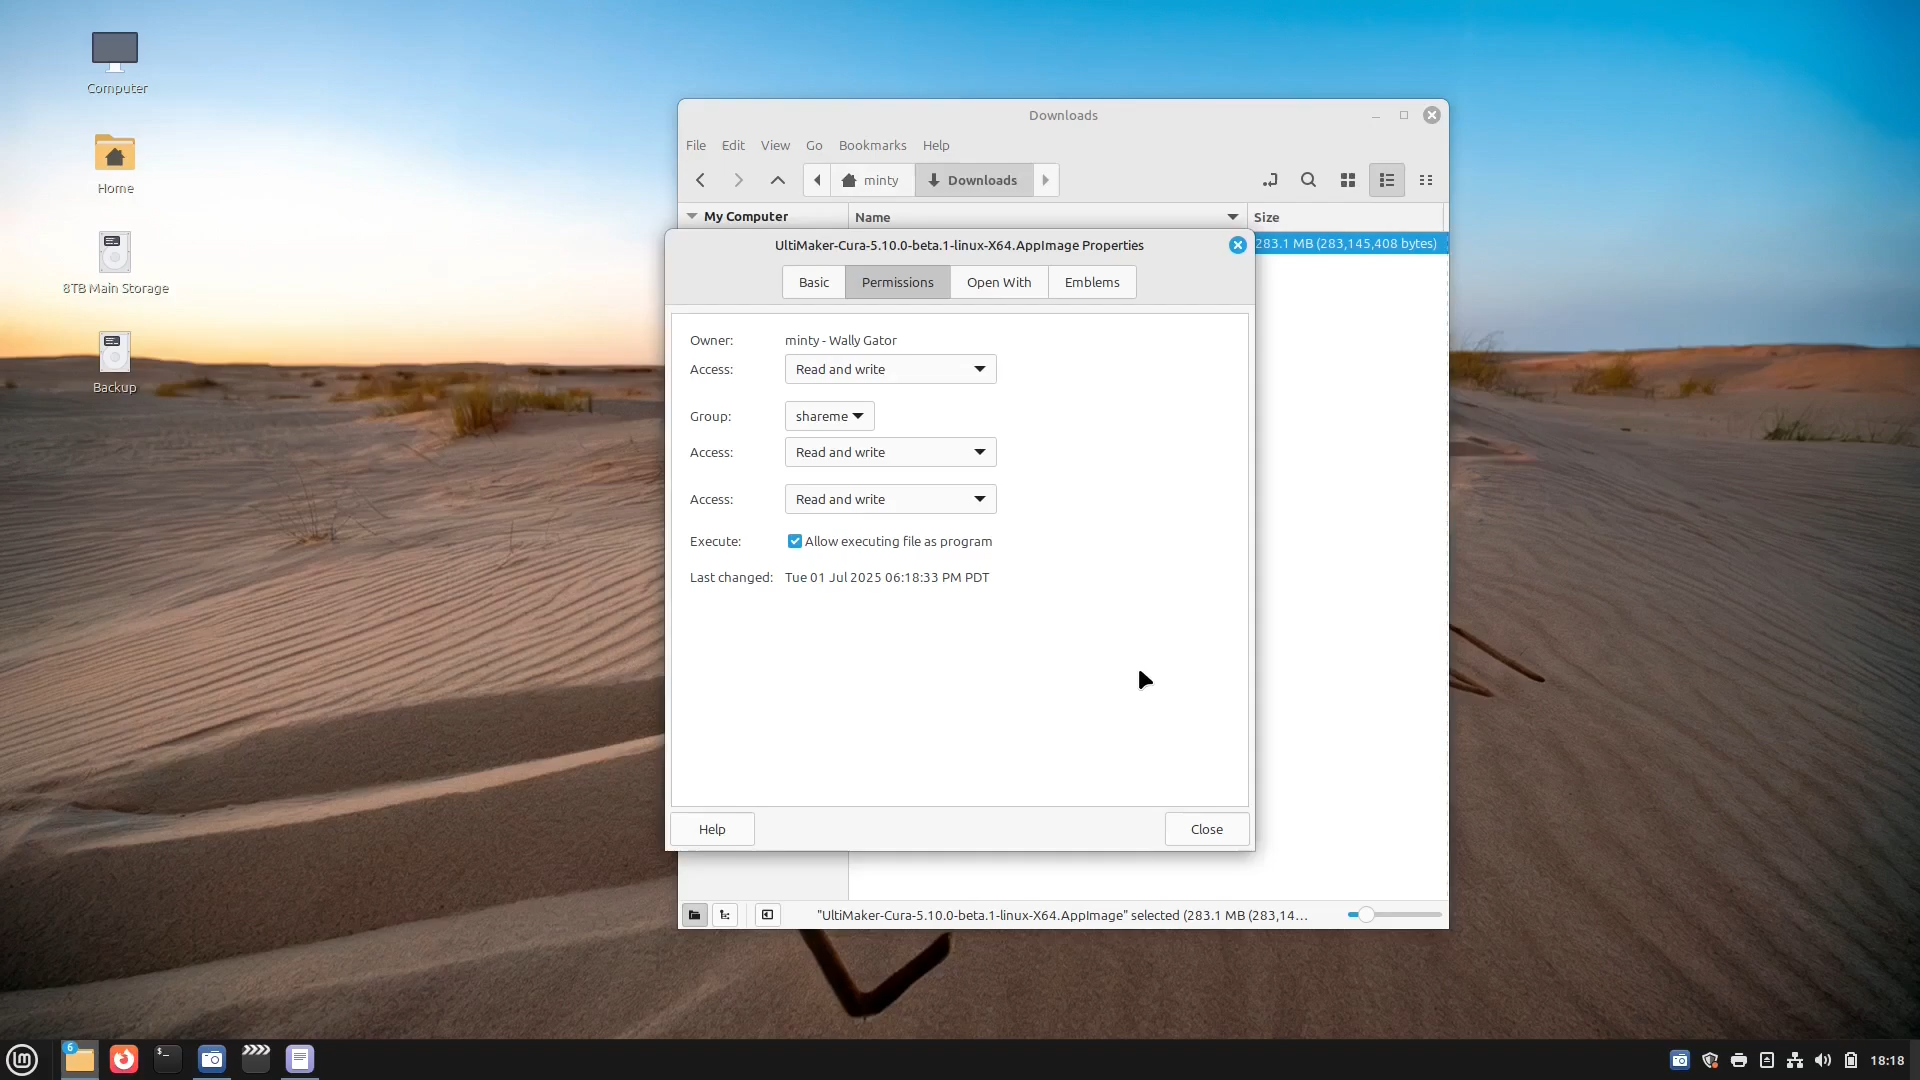 Computer
Home
8TB Main Storage
Backup
Downloads
File Edit View Go Bookmarks Help
minty Downloads
My Computer Name Size
283.1 MB (283,145,408 bytes)
UltiMaker-Cura-5.10.0-beta.1-linux-X64.AppImage Properties
Basic Permissions Open With Emblems
Owner: minty - Wally Gator
Access: Read and write
Group: shareme
Access: Read and write
Access: Read and write
Execute: Allow executing file as program
Last changed: Tue 01 Jul 2025 06:18:33 PM PDT
Help Close
"UltiMaker-Cura-5.10.0-beta.1-linux-X64.AppImage" selected (283.1 MB (283,14...
6
18:18